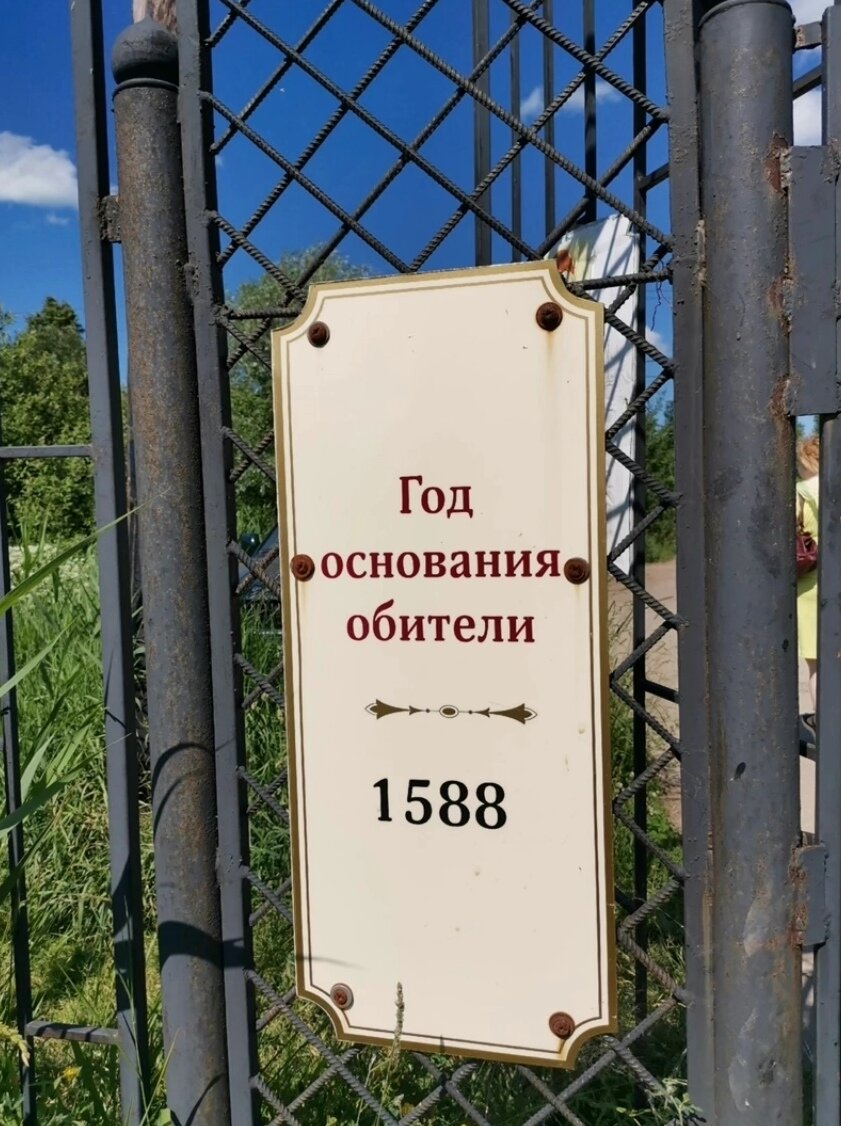 Год
основания
обители
1588